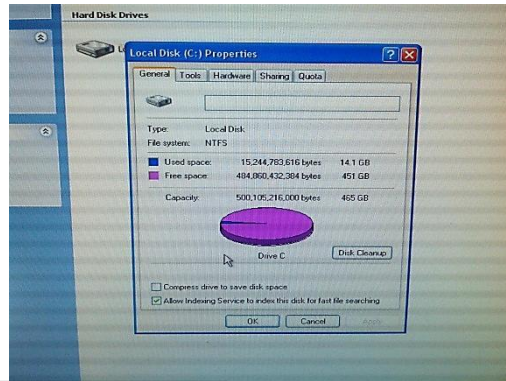 Hard Disk Drives
Local Disk (C:) Properties
General Tools Hardware Sharing Quota
Type: Local Disk
File system: NTFS
Used space: 15,244,783,616 bytes 14.1 GB
Free space: 484,860,432,384 bytes 451 GB
Capacity: 500,105,216,000 bytes 465 GB
Drive C
Disk Cleanup
Compress drive to save disk space
Allow Indexing Service to index this disk for fast file searching
OK Cancel Apply